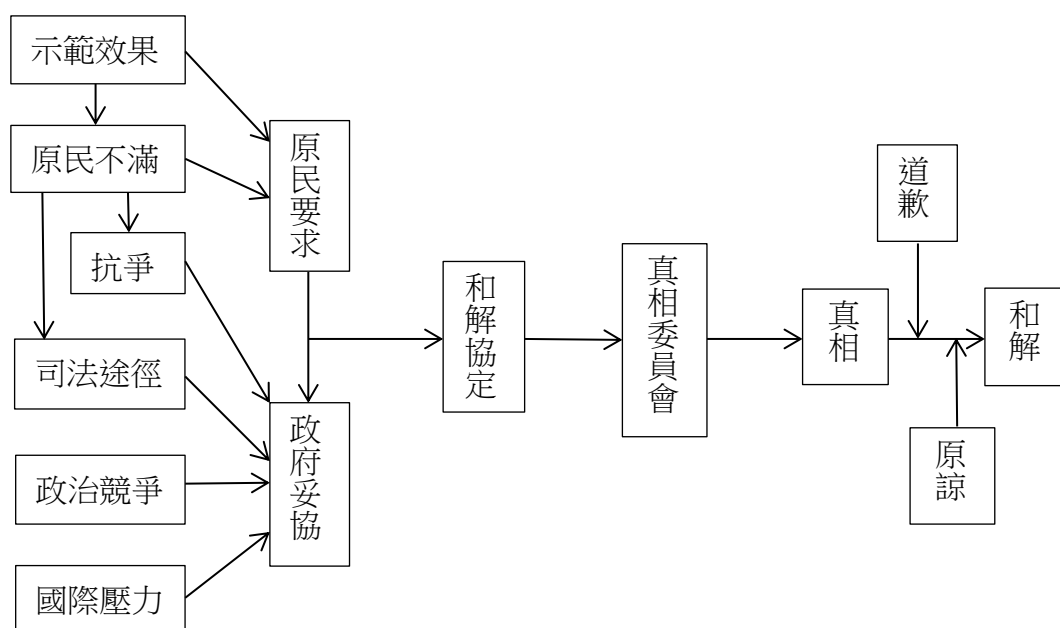 示範效果
原民不滿
抗爭
司法途徑
政治競爭
國際壓力
原民要求
政府妥協
和解協定
真相委員會
真相
道歉
原諒
和解